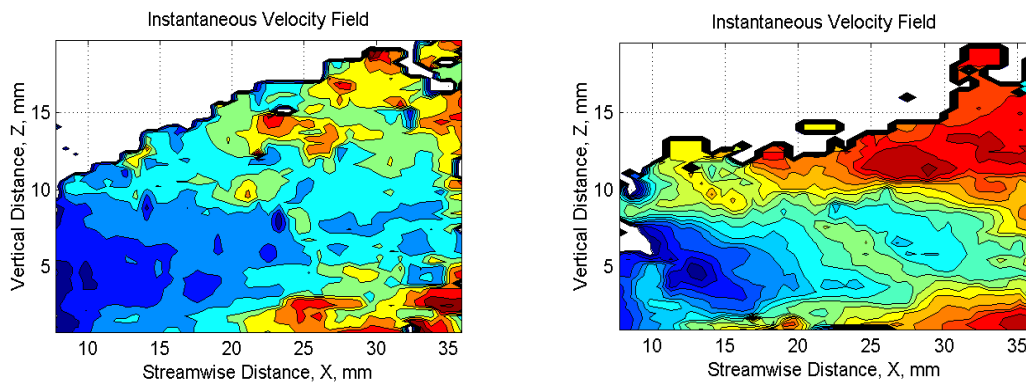 Instantaneous Velocity Field
Vertical Distance, Z, mm
15
10
5
10 15 20 25 30 35
Streamwise Distance, X, mm
Instantaneous Velocity Field
Vertical Distance, Z, mm
15
10
5
10 15 20 25 30 35
Streamwise Distance, X, mm